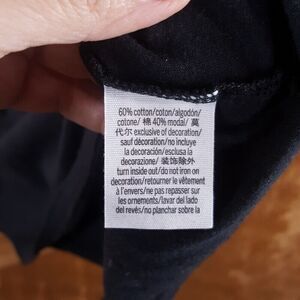 60% cotton/coton/algodón/
cotone/ 棉 40% modal/ 莫
代尔 exclusive of decoration/
sauf décoration/no incluye
la decoración/esclusa la
decorazione/ 装饰除外
turn inside out/do not iron on
decoration/retourner le vêtement
à l'envers/ne pas repasser sur
les ornements/lavar del lado
del revés/no planchar sobre la